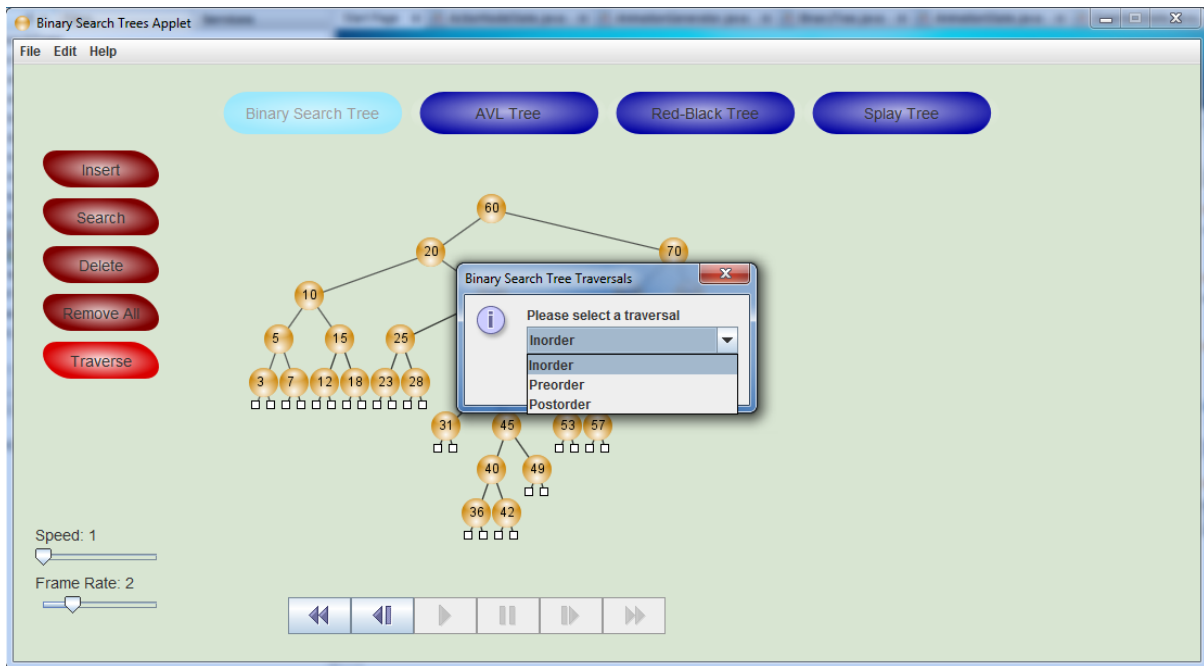 Binary Search Trees Applet
File Edit Help
Binary Search Tree AVL Tree Red-Black Tree Splay Tree
Insert
Search
Delete
Remove All
Traverse
60
20 70
10
5 15 25
3 7 12 18 23 28
31 45 53 57
40 49
36 42
Binary Search Tree Traversals
Please select a traversal
Inorder
Inorder
Preorder
Postorder
Speed: 1
Frame Rate: 2